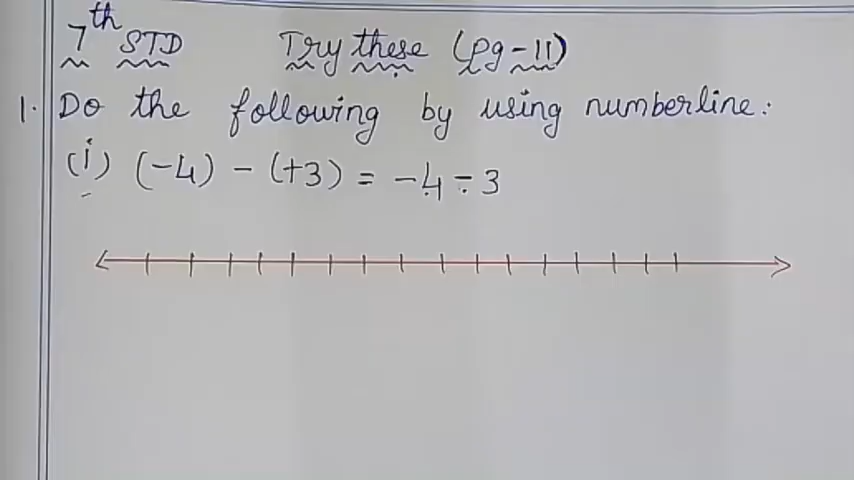 7th STD Try these (pg-11)
1. Do the following by using numberline:
(i) (-4) - (+3) = -4 - 3